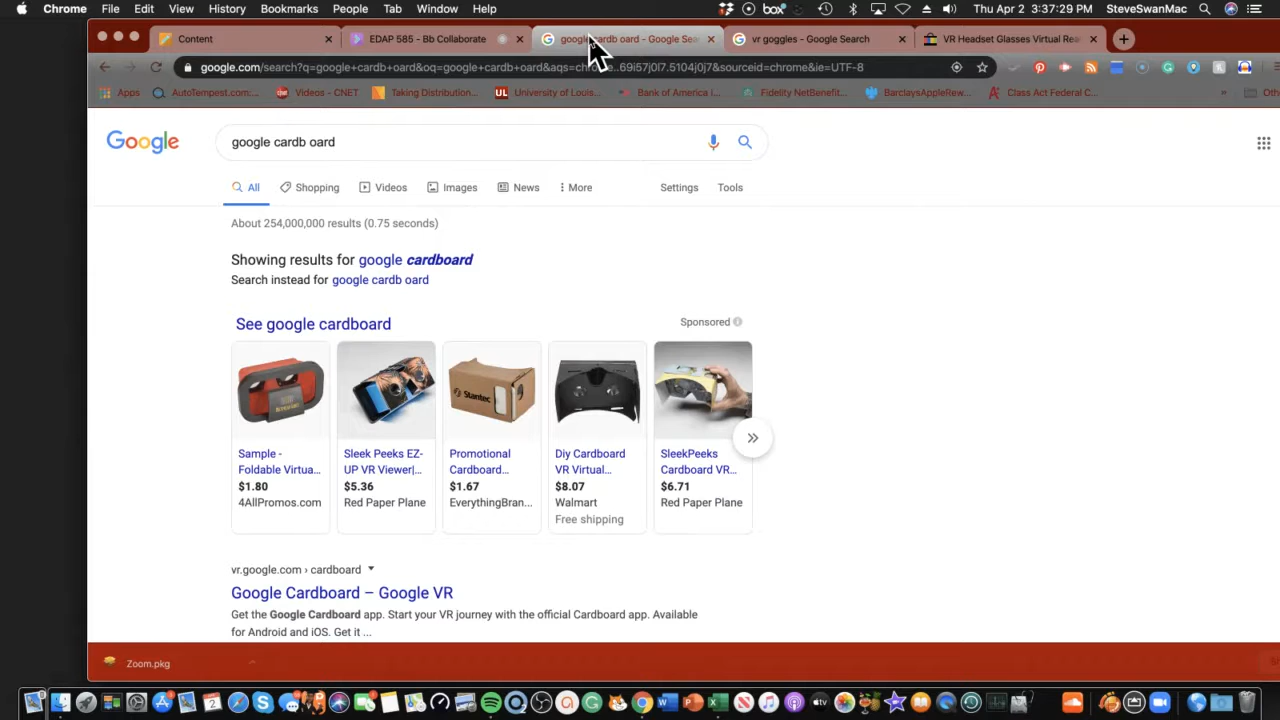 Chrome File Edit View History Bookmarks People Tab Window Help box Thu Apr 2 3:37:29 PM SteveSwanMac
Content EDAP 585 - Bb Collaborate google cardb oard - Google Sea vr goggles - Google Search VR Headset Glasses Virtual Rea
google.com/search?q=google+cardb+oard&oq=google+cardb+oard&aqs=chrome..69i57j0l7.5104j0j7&sourceid=chrome&ie=UTF-8
Apps AutoTempest.com:... Videos - CNET Taking Distribution... UL University of Louis... Bank of America |... Fidelity NetBenefit... BarclaysAppleRew... Class Act Federal C... » Oth
Google
google cardb oard
All Shopping Videos Images News More Settings Tools
About 254,000,000 results (0.75 seconds)
Showing results for google cardboard
Search instead for google cardb oard
See google cardboard Sponsored
Stantec
Sample - Foldable Virtua...
$1.80
4AllPromos.com
Sleek Peeks EZ-UP VR Viewer|...
$5.36
Red Paper Plane
Promotional Cardboard...
$1.67
EverythingBran...
Diy Cardboard VR Virtual...
$8.07
Walmart
Free shipping
SleekPeeks Cardboard VR...
$6.71
Red Paper Plane
vr.google.com › cardboard
Google Cardboard – Google VR
Get the Google Cardboard app. Start your VR journey with the official Cardboard app. Available
for Android and iOS. Get it ...
Zoom.pkg